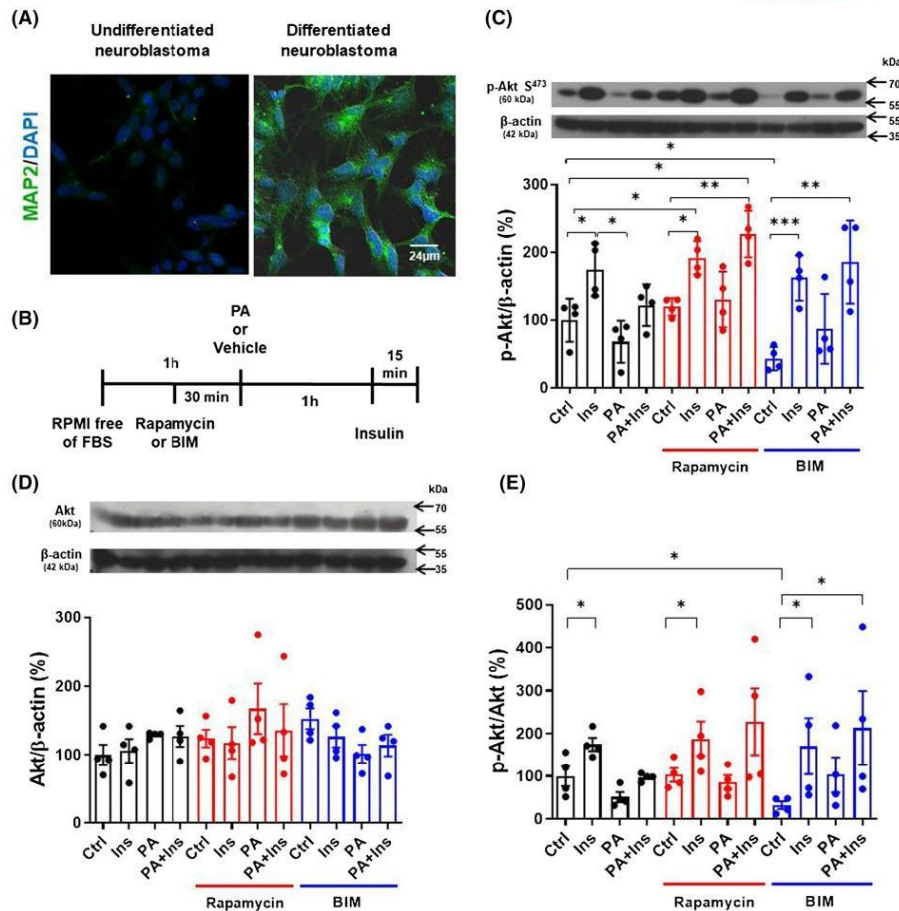 (A)
Undifferentiated neuroblastoma
Differentiated neuroblastoma
MAP2/DAPI
24μm
(B)
PA
or
Vehicle
1h
30 min
1h
15
min
RPMI free
of FBS
Rapamycin
or BIM
Insulin
(C)
kDa
p-Akt S⁴⁷³
(60 kDa)
70
55
β-actin
(42 kDa)
55
35
*
*
*
**
**
*
*
*
***
p-Akt/β-actin (%)
300
200
100
0
Ctrl Ins PA PA+Ins Ctrl Ins PA PA+Ins Ctrl Ins PA PA+Ins
Rapamycin BIM
(D)
kDa
Akt
(60kDa)
70
55
β-actin
(42 kDa)
55
35
Akt/β-actin (%)
300
200
100
0
Ctrl Ins PA PA+Ins Ctrl Ins PA PA+Ins Ctrl Ins PA PA+Ins
Rapamycin BIM
(E)
*
*
*
*
*
p-Akt/Akt (%)
500
400
300
200
100
0
Ctrl Ins PA PA+Ins Ctrl Ins PA PA+Ins Ctrl Ins PA PA+Ins
Rapamycin BIM